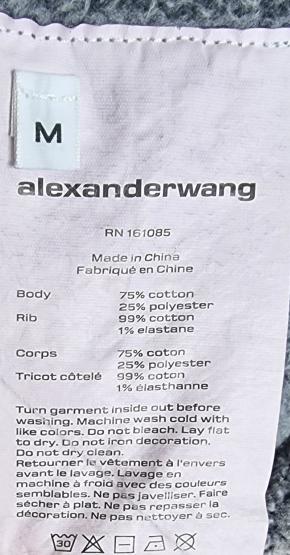 M
alexanderwang
RN 161085
Made in China
Fabriqué en Chine
Body 75% cotton
25% polyester
Rib 99% cotton
1% elastane
Corps 75% coton
25% polyester
Tricot côtelé 99% coton
1% élasthanne
Turn garment inside out before
washing. Machine wash cold with
like colors. Do not bleach. Lay flat
to dry. Do not iron decoration.
Do not dry clean.
Retourner le vêtement à l'envers
avant le lavage. Lavage en
machine à froid avec des couleurs
semblables. Ne pas javelliser. Faire
sécher à plat. Ne pas repasser la
décoration. Ne pas nettoyer à sec.
30